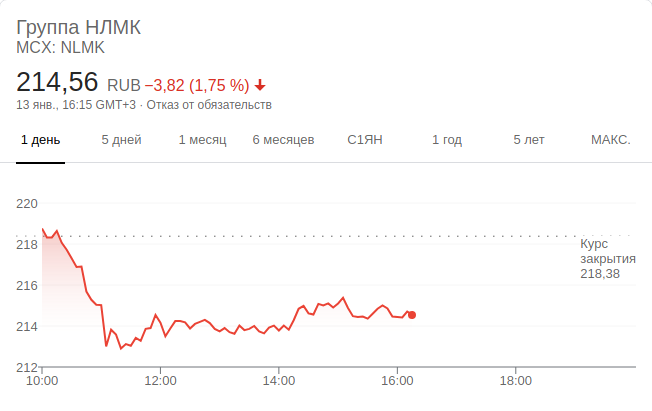 Группа НЛМК
MCX: NLMK
214,56 RUB −3,82 (1,75 %)
13 янв., 16:15 GMT+3 · Отказ от обязательств
1 день 5 дней 1 месяц 6 месяцев С1ЯН 1 год 5 лет МАКС.
220
218
216
214
212
Курс
закрытия
218,38
10:00 12:00 14:00 16:00 18:00